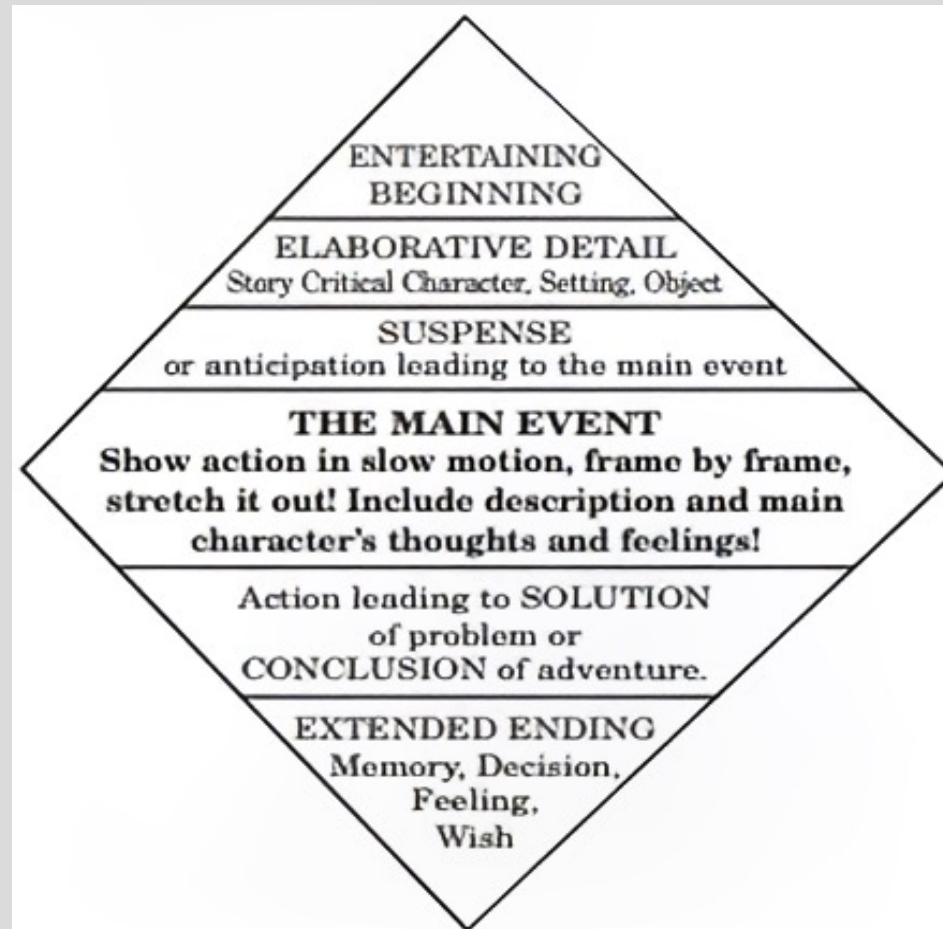 ENTERTAINING
BEGINNING
ELABORATIVE DETAIL
Story Critical Character, Setting, Object
SUSPENSE
or anticipation leading to the main event
THE MAIN EVENT
Show action in slow motion, frame by frame,
stretch it out! Include description and main
character's thoughts and feelings!
Action leading to SOLUTION
of problem or
CONCLUSION of adventure.
EXTENDED ENDING
Memory, Decision,
Feeling,
Wish